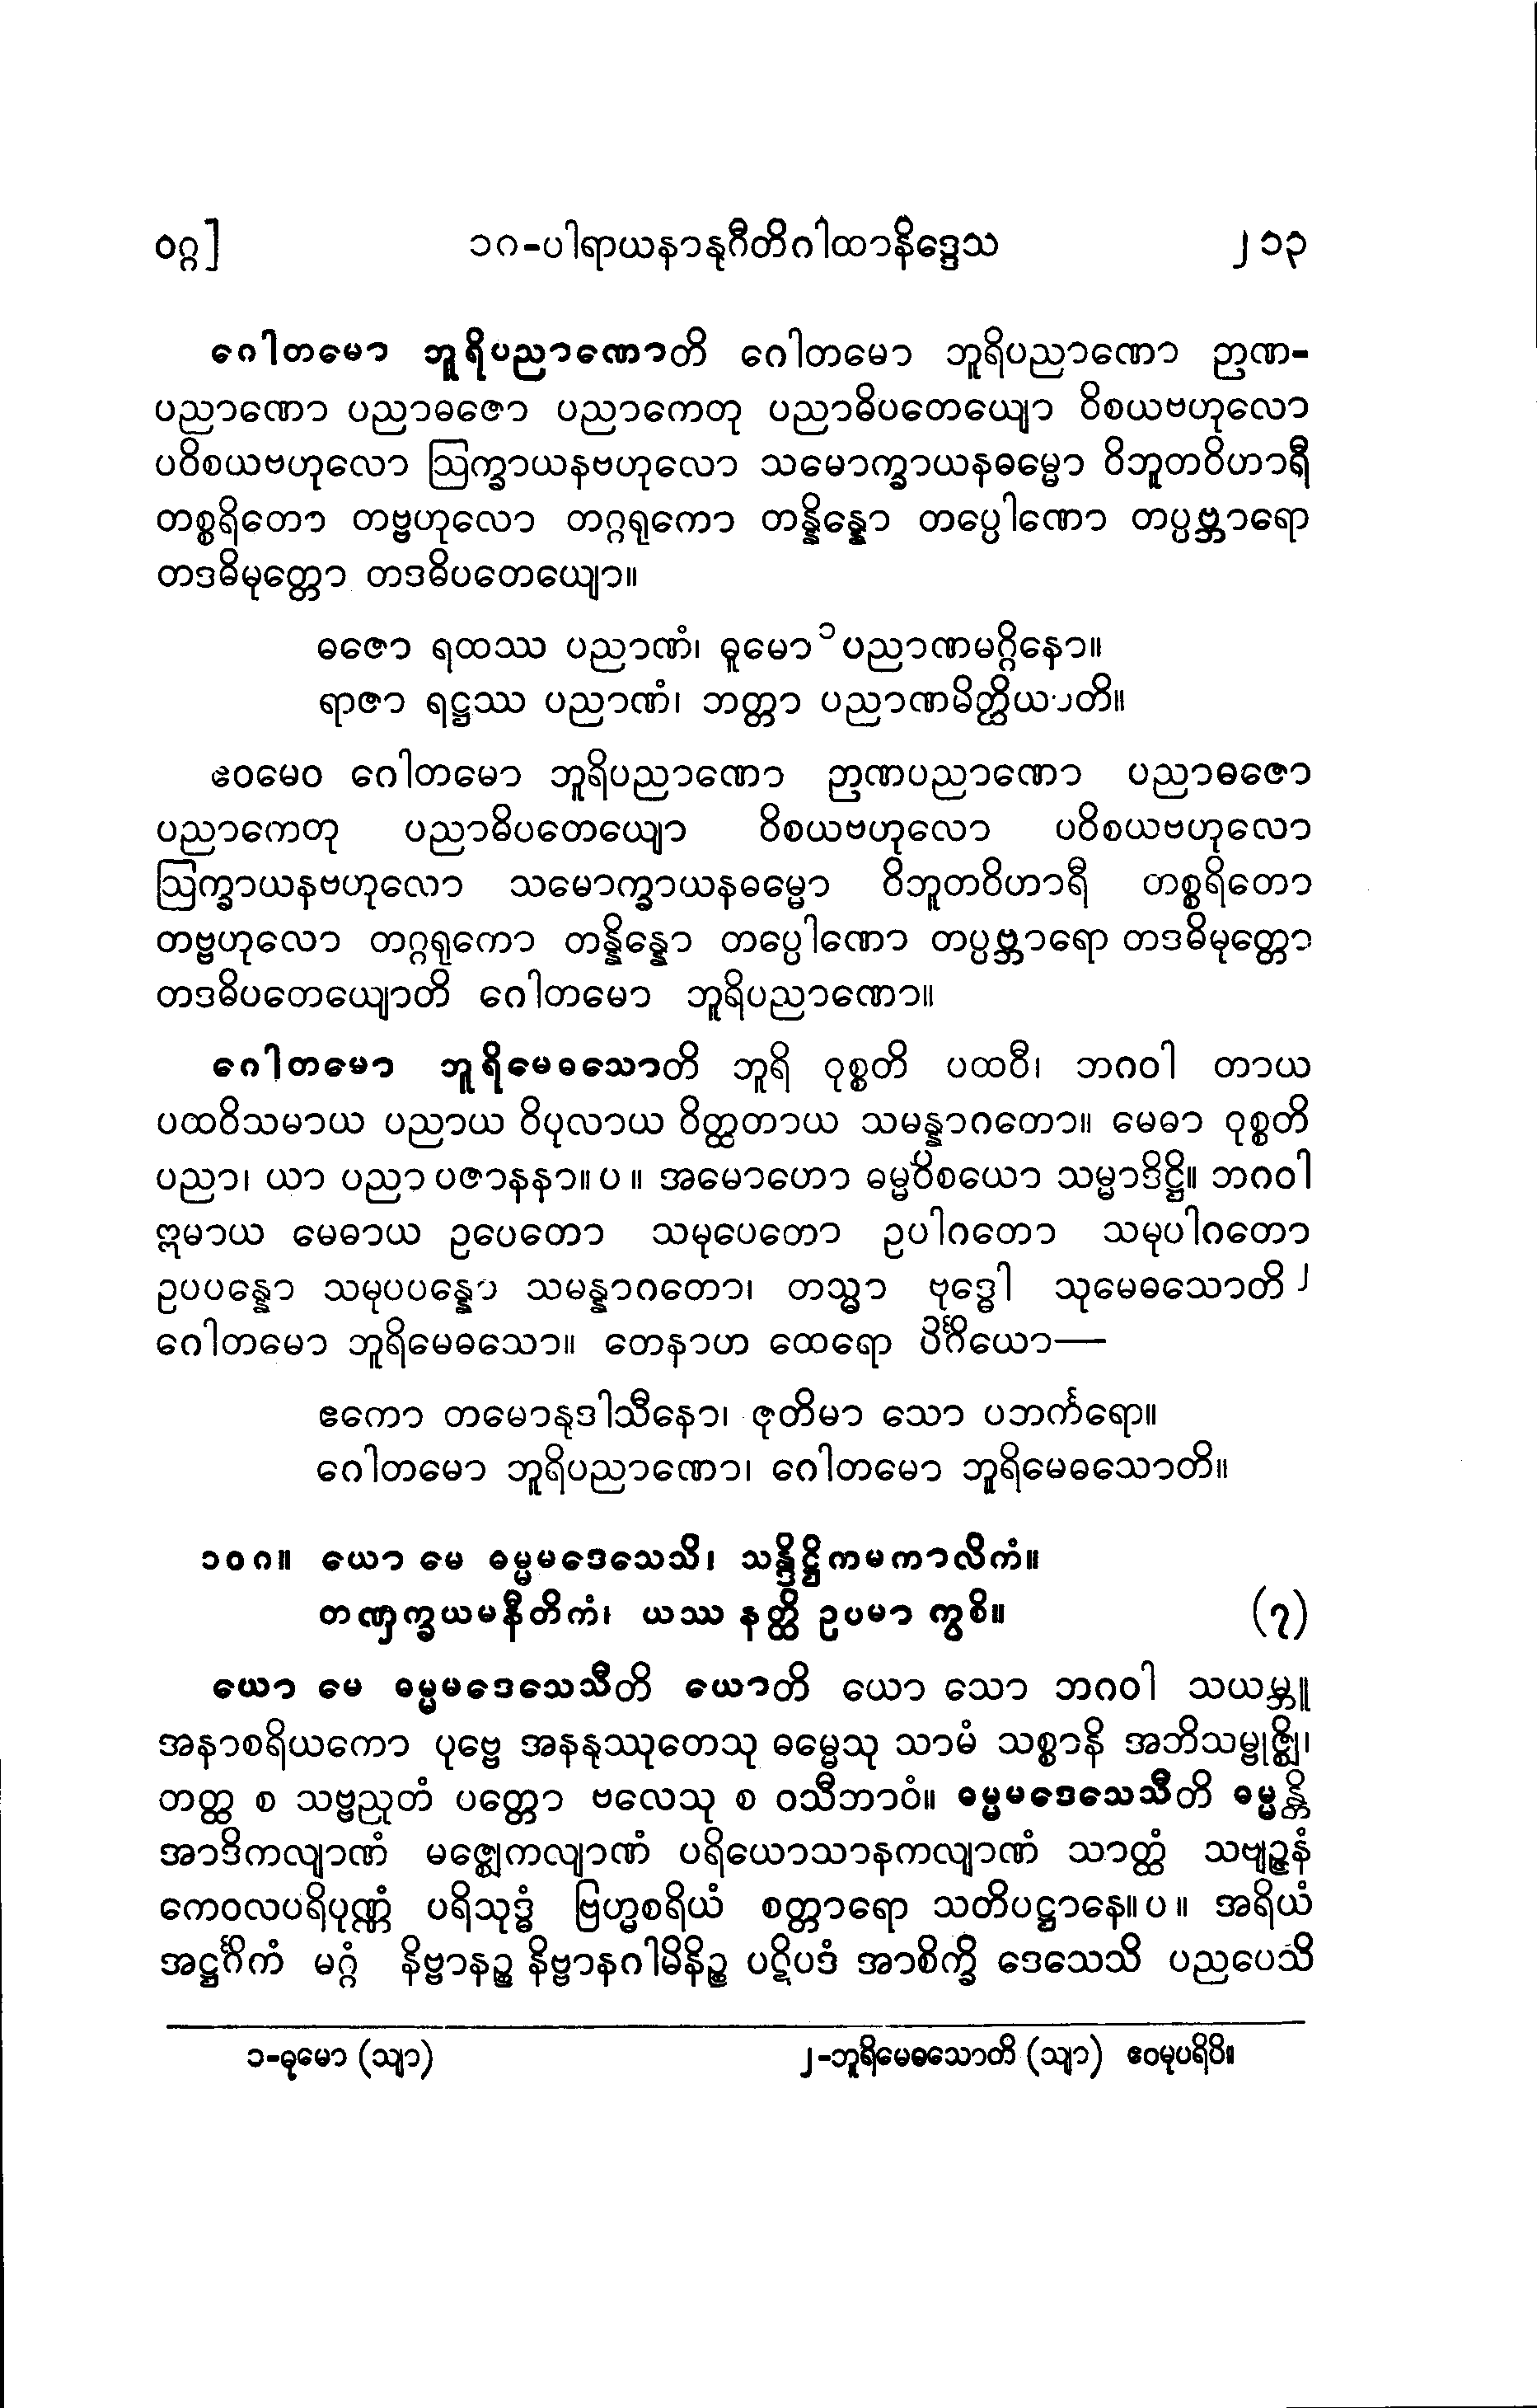 ဝဂ္ဂ] ၁၈-ပါရာယနာနုဂီတိဂါထာနိဒ္ဒေသ ၂၁၃
ဂေါတမော ဘူရိပညာဏောတိ ဂေါတမော ဘူရိပညာဏော ဉာဏ-
ပညာဏော ပညာဓဇော ပညာကေတု ပညာဓိပတေယျော ဝိစယဗဟုလော
ပဝိစယဗဟုလော ဩက္ခာယနဗဟုလော သမောက္ခာယနဓမ္မော ဝိဘူတဝိဟာရီ
တစ္စရိတော တဗ္ဗဟုလော တဂ္ဂရုကော တန္နိန္နော တပ္ပေါဏော တပ္ပဗ္ဘာရော
တဒဓိမုတ္တော တဒဓိပတေယျော။
ဓဇော ရထဿ ပညာဏံ၊ ဓူမော ၁ ပညာဏမဂ္ဂိနော။
ရာဇာ ရဋ္ဌဿ ပညာဏံ၊ ဘတ္တာ ပညာဏမိတ္ထိယာတိ။
ဧဝမေဝ ဂေါတမော ဘူရိပညာဏော ဉာဏပညာဏော ပညာဓဇော
ပညာကေတု ပညာဓိပတေယျော ဝိစယဗဟုလော ပဝိစယဗဟုလော
ဩက္ခာယနဗဟုလော သမောက္ခာယနဓမ္မော ဝိဘူတဝိဟာရီ တစ္စရိတော
တဗ္ဗဟုလော တဂ္ဂရုကော တန္နိန္နော တပ္ပေါဏော တပ္ပဗ္ဘာရော တဒဓိမုတ္တော
တဒဓိပတေယျောတိ ဂေါတမော ဘူရိပညာဏော။
ဂေါတမော ဘူရိမေဓသောတိ ဘူရိ ဝုစ္စတိ ပထဝီ၊ ဘဂဝါ တာယ
ပထဝိသမာယ ပညာယ ဝိပုလာယ ဝိတ္ထတာယ သမန္နာဂတော။ မေဓာ ဝုစ္စတိ
ပညာ၊ ယာ ပညာ ပဇာနနာ။ ပ ။ အမောဟော ဓမ္မဝိစယော သမ္မာဒိဋ္ဌိ။ ဘဂဝါ
ဣမာယ မေဓာယ ဥပေတော သမုပေတော ဥပါဂတော သမုပါဂတော
ဥပပန္နော သမုပပန္နော သမန္နာဂတော၊ တသ္မာ ဗုဒ္ဓေါ သုမေဓသောတိ ၂
ဂေါတမော ဘူရိမေဓသော။ တေနာဟ ထေရော ပိင်္ဂိယော—
ဧကော တမောနုဒါသီနော၊ ဇုတိမာ သော ပဘင်္ကရော။
ဂေါတမော ဘူရိပညာဏော၊ ဂေါတမော ဘူရိမေဓသောတိ။
၁၀၈။ ယော မေ ဓမ္မမဒေသေသိ၊ သန္ဒိဋ္ဌိကမကာလိကံ။
တဏှက္ခယမနီတိကံ၊ ယဿ နတ္ထိ ဥပမာ ကွစိ။ (၇)
ယော မေ ဓမ္မမဒေသေသီတိ ယောတိ ယော သော ဘဂဝါ သယမ္ဘူ
အနာစရိယကော ပုဗ္ဗေ အနနုဿုတေသု ဓမ္မေသု သာမံ သစ္စာနိ အဘိသမ္ဗုဇ္ဈိ၊
တတ္ထ စ သဗ္ဗညုတံ ပတ္တော ဗလေသု စ ဝသီဘာဝံ။ ဓမ္မမဒေသေသီတိ ဓမ္မန္တိ
အာဒိကလျာဏံ မဇ္ဈေကလျာဏံ ပရိယောသာနကလျာဏံ သာတ္ထံ သဗျဉ္ဇနံ
ကေဝလပရိပုဏ္ဏံ ပရိသုဒ္ဓံ ဗြဟ္မစရိယံ စတ္တာရော သတိပဋ္ဌာနေ။ ပ ။ အရိယံ
အဋ္ဌင်္ဂိကံ မဂ္ဂံ နိဗ္ဗာနဉ္စ နိဗ္ဗာနဂါမိနိဉ္စ ပဋိပဒံ အာစိက္ခိ ဒေသေသိ ပညပေသိ
၁-ဓုမော (သျာ) ၂-ဘူရိမေဓသောတိ (သျာ) ဧဝမုပရိပိ။